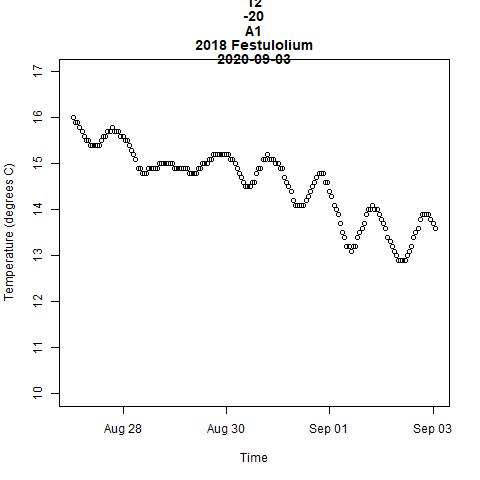 T2
-20
A1
2018 Festulolium
2020-09-03
Temperature (degrees C)
17
16
15
14
13
12
11
10
Aug 28 Aug 30 Sep 01 Sep 03
Time